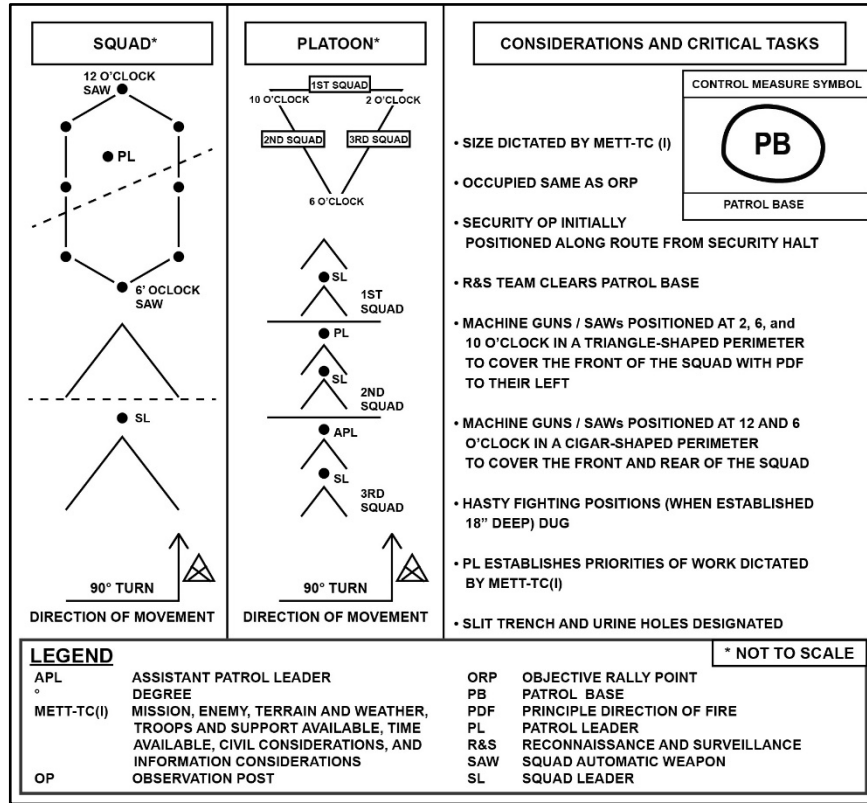 SQUAD*
12 O'CLOCK
SAW
PL
6' OCLOCK
SAW
SL
90° TURN
DIRECTION OF MOVEMENT
PLATOON*
1ST SQUAD
10 O'CLOCK 2 O'CLOCK
2ND SQUAD 3RD SQUAD
6 O'CLOCK
SL
1ST
SQUAD
PL
SL
2ND
SQUAD
APL
SL
3RD
SQUAD
90° TURN
DIRECTION OF MOVEMENT
CONSIDERATIONS AND CRITICAL TASKS
CONTROL MEASURE SYMBOL
PB
PATROL BASE
• SIZE DICTATED BY METT-TC (I)
• OCCUPIED SAME AS ORP
• SECURITY OP INITIALLY
POSITIONED ALONG ROUTE FROM SECURITY HALT
• R&S TEAM CLEARS PATROL BASE
• MACHINE GUNS / SAWs POSITIONED AT 2, 6, and
10 O'CLOCK IN A TRIANGLE-SHAPED PERIMETER
TO COVER THE FRONT OF THE SQUAD WITH PDF
TO THEIR LEFT
• MACHINE GUNS / SAWs POSITIONED AT 12 AND 6
O'CLOCK IN A CIGAR-SHAPED PERIMETER
TO COVER THE FRONT AND REAR OF THE SQUAD
• HASTY FIGHTING POSITIONS (WHEN ESTABLISHED
18” DEEP) DUG
• PL ESTABLISHES PRIORITIES OF WORK DICTATED
BY METT-TC(I)
• SLIT TRENCH AND URINE HOLES DESIGNATED
* NOT TO SCALE
LEGEND
APL ASSISTANT PATROL LEADER
° DEGREE
METT-TC(I) MISSION, ENEMY, TERRAIN AND WEATHER,
TROOPS AND SUPPORT AVAILABLE, TIME
AVAILABLE, CIVIL CONSIDERATIONS, AND
INFORMATION CONSIDERATIONS
OP OBSERVATION POST
ORP OBJECTIVE RALLY POINT
PB PATROL BASE
PDF PRINCIPLE DIRECTION OF FIRE
PL PATROL LEADER
R&S RECONNAISSANCE AND SURVEILLANCE
SAW SQUAD AUTOMATIC WEAPON
SL SQUAD LEADER